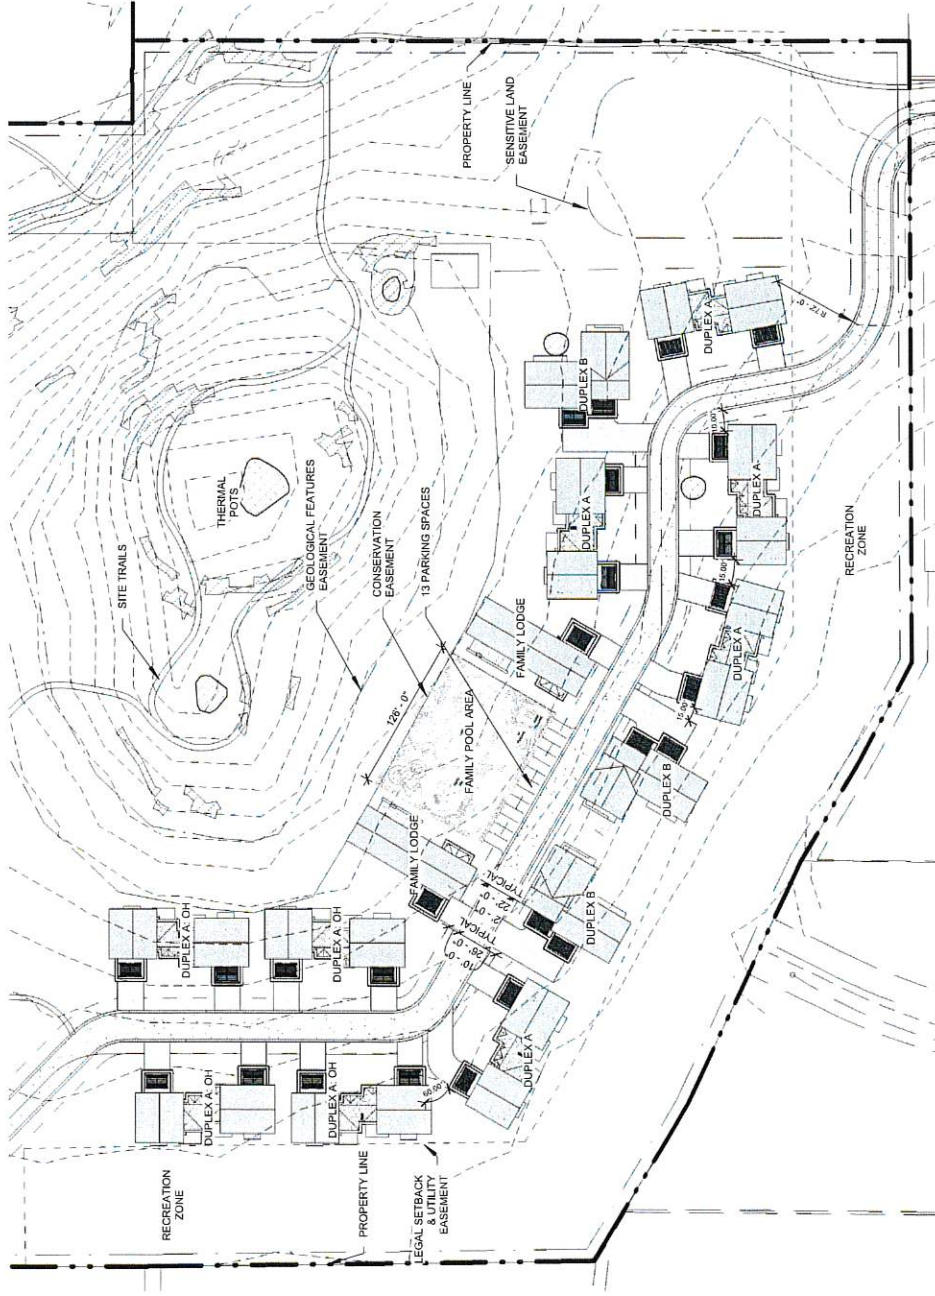 SITE TRAILS
THERMAL
POTS
GEOLOGICAL FEATURES
EASEMENT
CONSERVATION
EASEMENT
13 PARKING SPACES
PROPERTY LINE
SENSITIVE LAND
EASEMENT
126' - 0"
FAMILY LODGE
FAMILY POOL AREA
FAMILY LODGE
DUPLEX A: OH
DUPLEX A: OH
DUPLEX A: OH
DUPLEX A: OH
RECREATION
ZONE
PROPERTY LINE
LEGAL SETBACK
& UTILITY
EASEMENT
60.00'
10' - 0"
26' - 0"
TYPICAL
2' - 0"
22' - 0"
TYPICAL
DUPLEX A
DUPLEX B
DUPLEX B
15.00'
DUPLEX A
15.00'
DUPLEX A
DUPLEX A
DUPLEX B
10.00'
DUPLEX A
R72' - 0"
RECREATION
ZONE